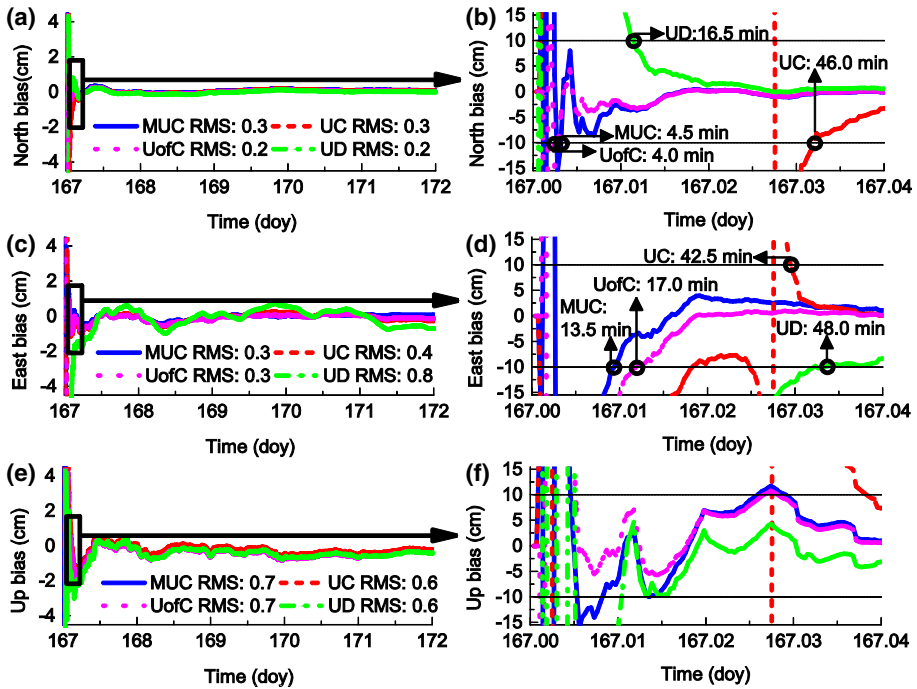 (a)
4
2
0
-2
-4
North bias(cm)
MUC RMS: 0.3
UC RMS: 0.3
UofC RMS: 0.2
UD RMS: 0.2
167 168 169 170 171 172
Time (doy)
(b)
15
10
5
0
-5
-10
-15
North bias (cm)
UD:16.5 min
UC: 46.0 min
MUC: 4.5 min
UofC: 4.0 min
167.00 167.01 167.02 167.03 167.04
Time (doy)
(c)
4
2
0
-2
-4
East bias (cm)
MUC RMS: 0.3
UC RMS: 0.4
UofC RMS: 0.3
UD RMS: 0.8
167 168 169 170 171 172
Time (doy)
(d)
15
10
5
0
-5
-10
-15
East bias (cm)
UC: 42.5 min
UofC: 17.0 min
MUC:
13.5 min
UD: 48.0 min
167.00 167.01 167.02 167.03 167.04
Time (doy)
(e)
4
2
0
-2
-4
Up bias (cm)
MUC RMS: 0.7
UC RMS: 0.6
UofC RMS: 0.7
UD RMS: 0.6
167 168 169 170 171 172
Time (doy)
(f)
15
10
5
0
-5
-10
-15
Up bias (cm)
167.00 167.01 167.02 167.03 167.04
Time (doy)